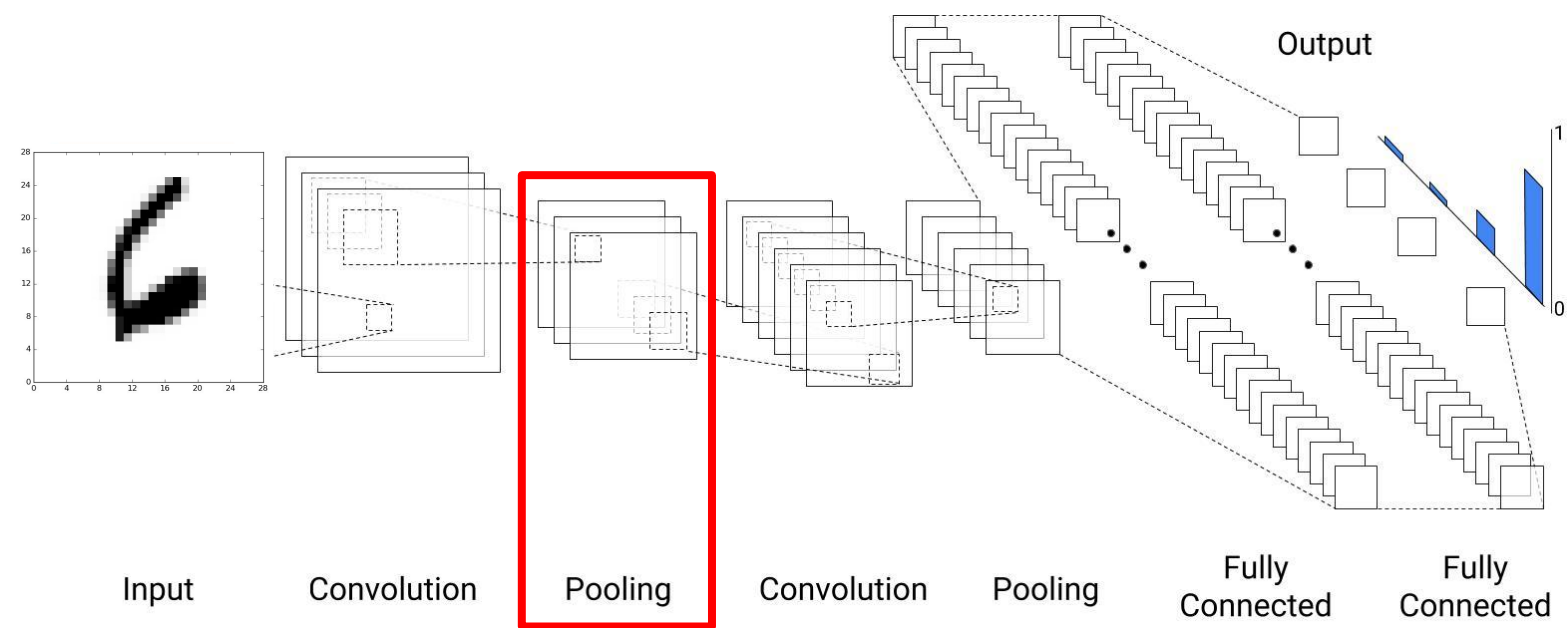 Output
1
0
28
24
20
16
12
8
4
0
0 4 8 12 16 20 24 28
Input
Convolution
Pooling
Convolution
Pooling
Fully
Connected
Fully
Connected